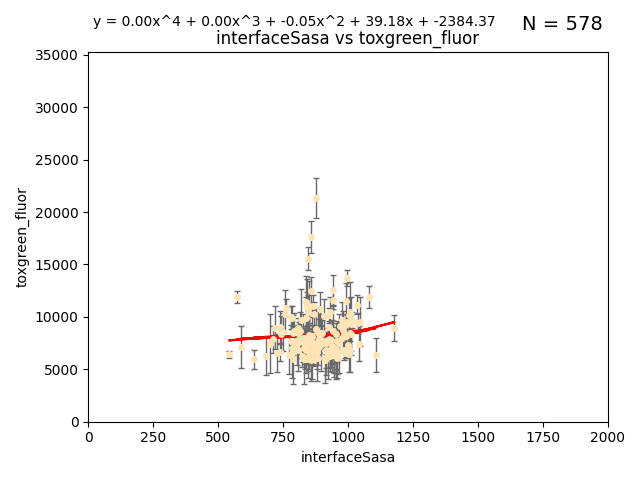 y = 0.00x^4 + 0.00x^3 + -0.05x^2 + 39.18x + -2384.37
N = 578
interfaceSasa vs toxgreen_fluor
35000
30000
25000
20000
15000
10000
5000
0
toxgreen_fluor
0 250 500 750 1000 1250 1500 1750 2000
interfaceSasa